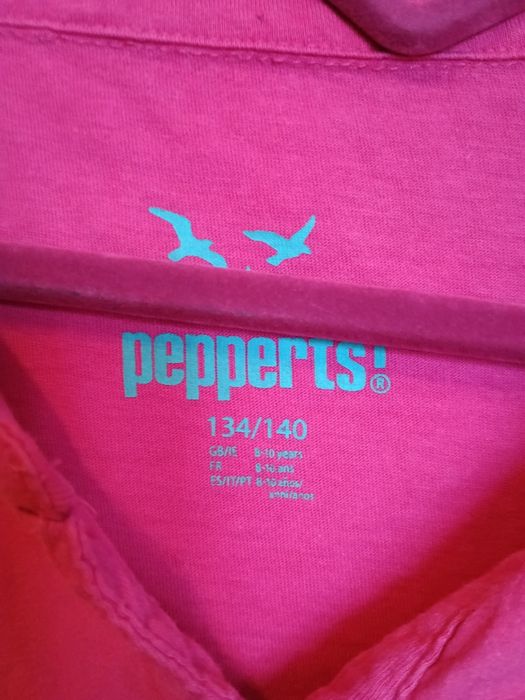 pepperts!®
134/140
GB/IE 8-10 years
FR 8-10 ans
ES/IT/PT 8-10 años/
anni/anos